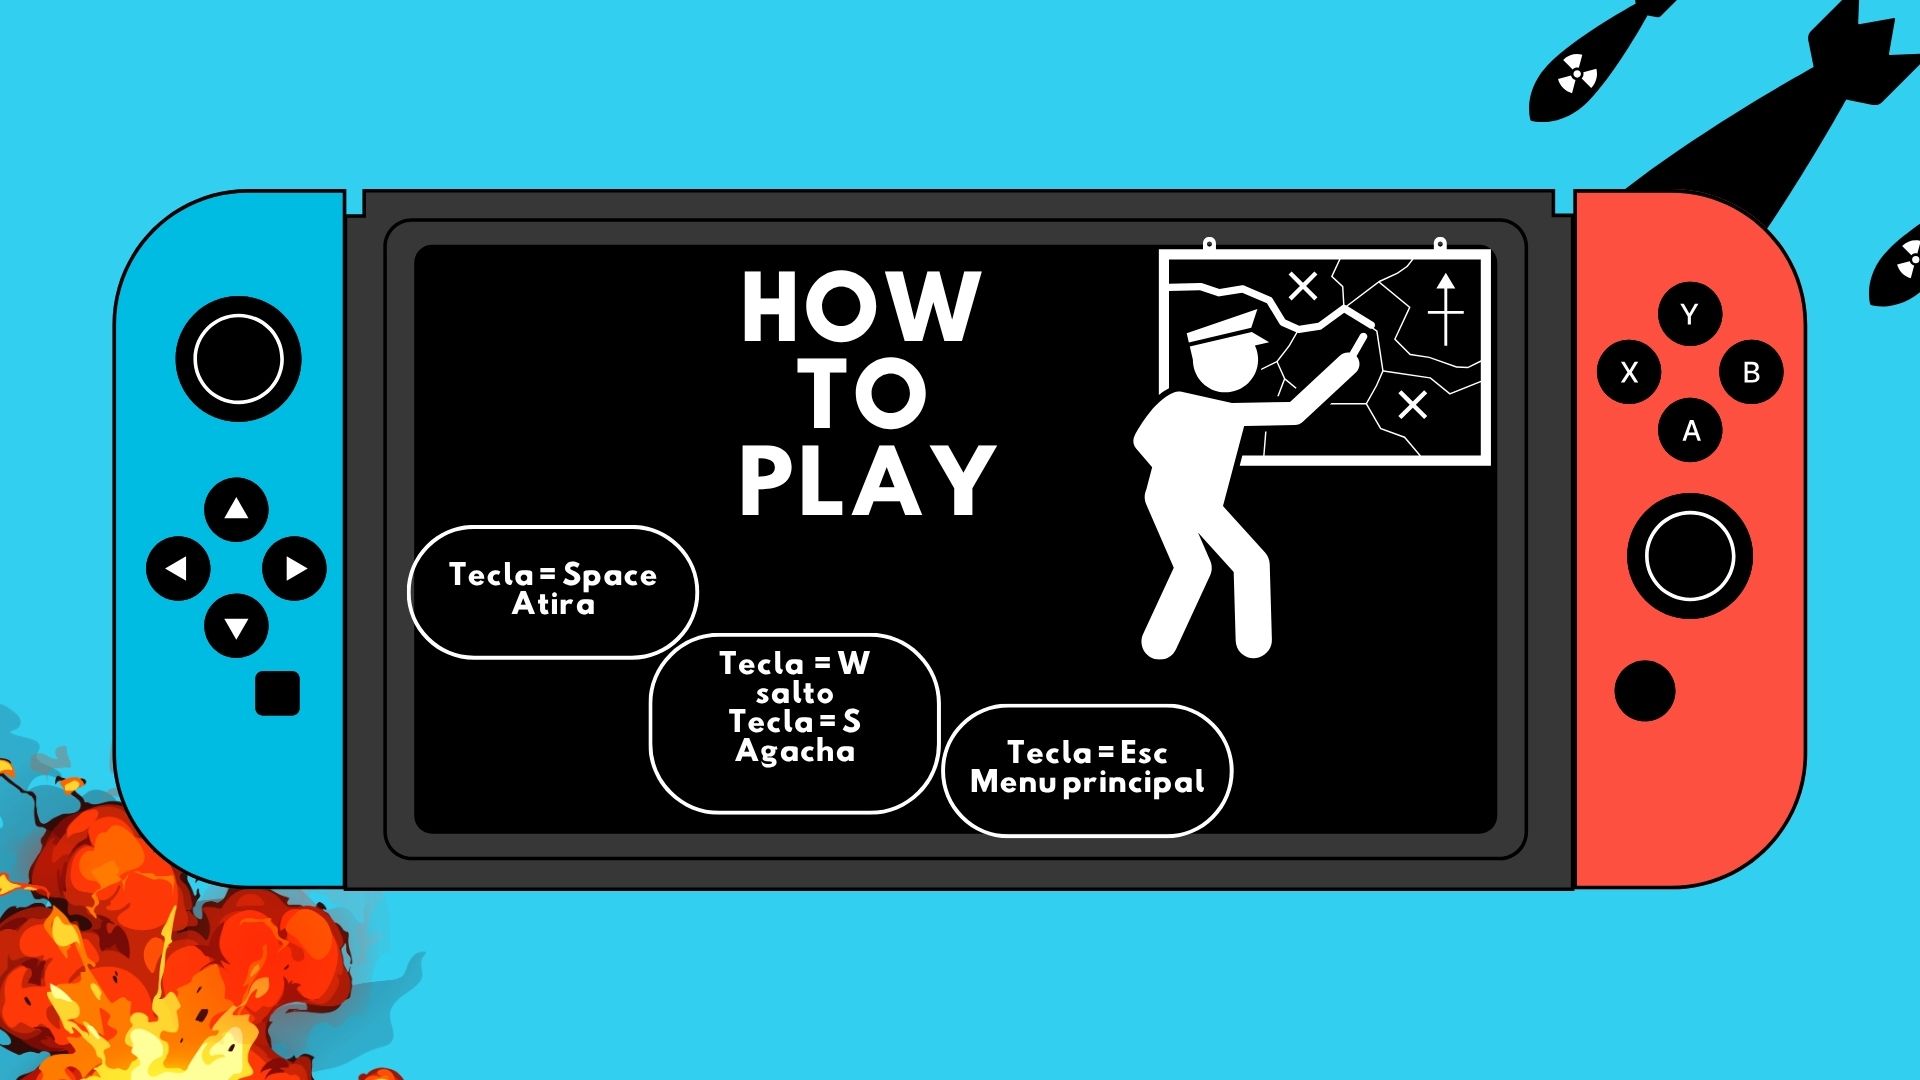 HOW
TO
PLAY
Tecla = Space
Atira
Tecla = W
salto
Tecla = S
Agacha
Tecla = Esc
Menu principal
Y
X
B
A